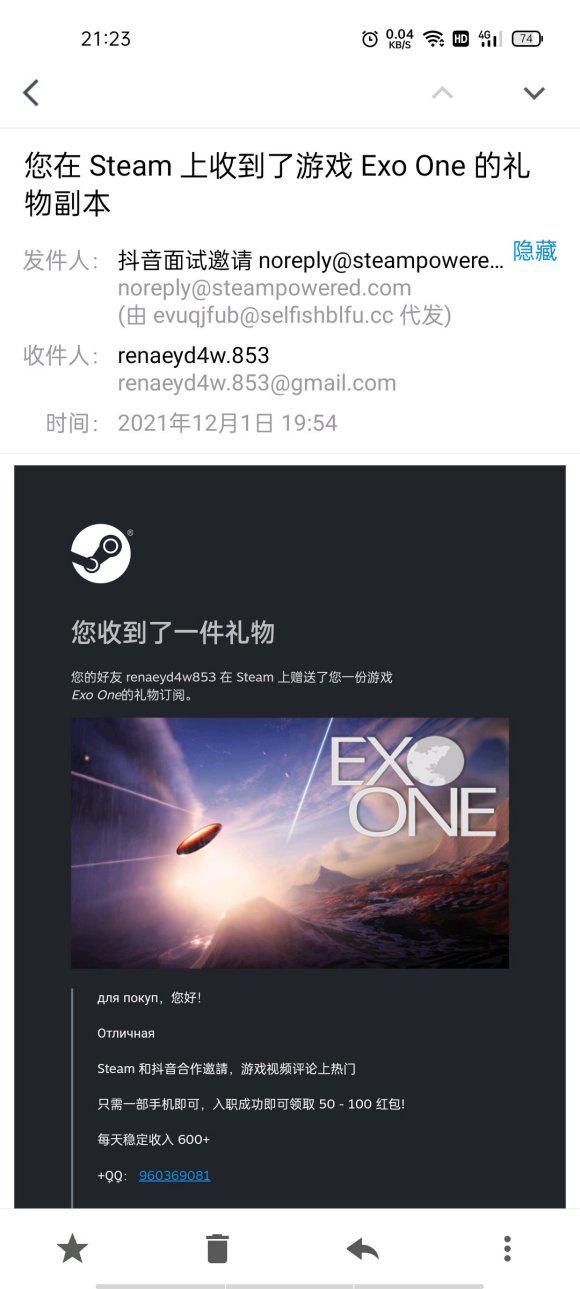 21:23
0.04
KB/S
HD
4G
74
您在 Steam 上收到了游戏 Exo One 的礼
物副本
发件人: 抖音面试邀请 noreply@steampowere... 隐藏
noreply@steampowered.com
(由 evuqjfub@selfishblfu.cc 代发)
收件人: renaeyd4w.853
renaeyd4w.853@gmail.com
时间: 2021年12月1日 19:54
®
您收到了一件礼物
您的好友 renaeyd4w853 在 Steam 上赠送了您一份游戏
Exo One的礼物订阅。
EXO
ONE
для покуп，您好!
Отличная
Steam 和抖音合作邀請，游戏视频评论上热门
只需一部手机即可，入职成功即可领取 50 - 100 红包!
每天稳定收入 600+
+QQ: 960369081